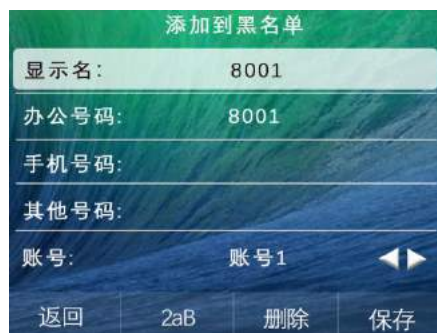 添加到黑名单
显示名: 8001
办公号码: 8001
手机号码:
其他号码:
账号: 账号1
返回 2aB 删除 保存